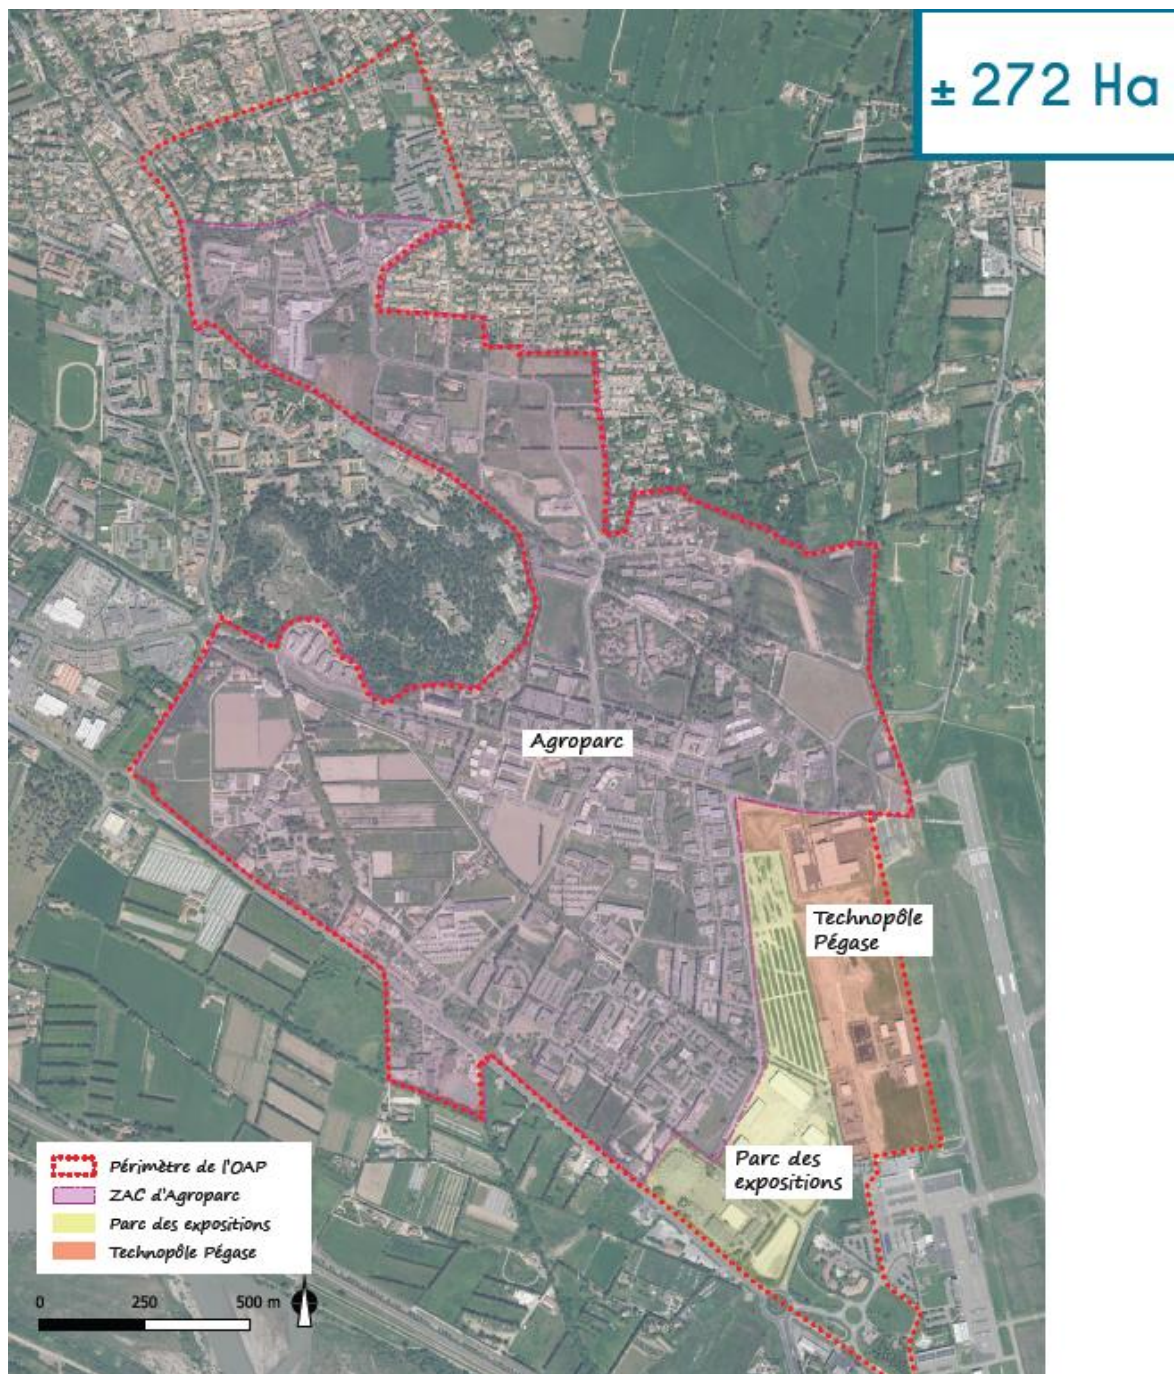 ± 272 Ha
Agroparc
Technopôle
Pégase
Parc des
expositions
Périmètre de l'OAP
ZAC d'Agroparc
Parc des expositions
Technopôle Pégase
0 250 500 m